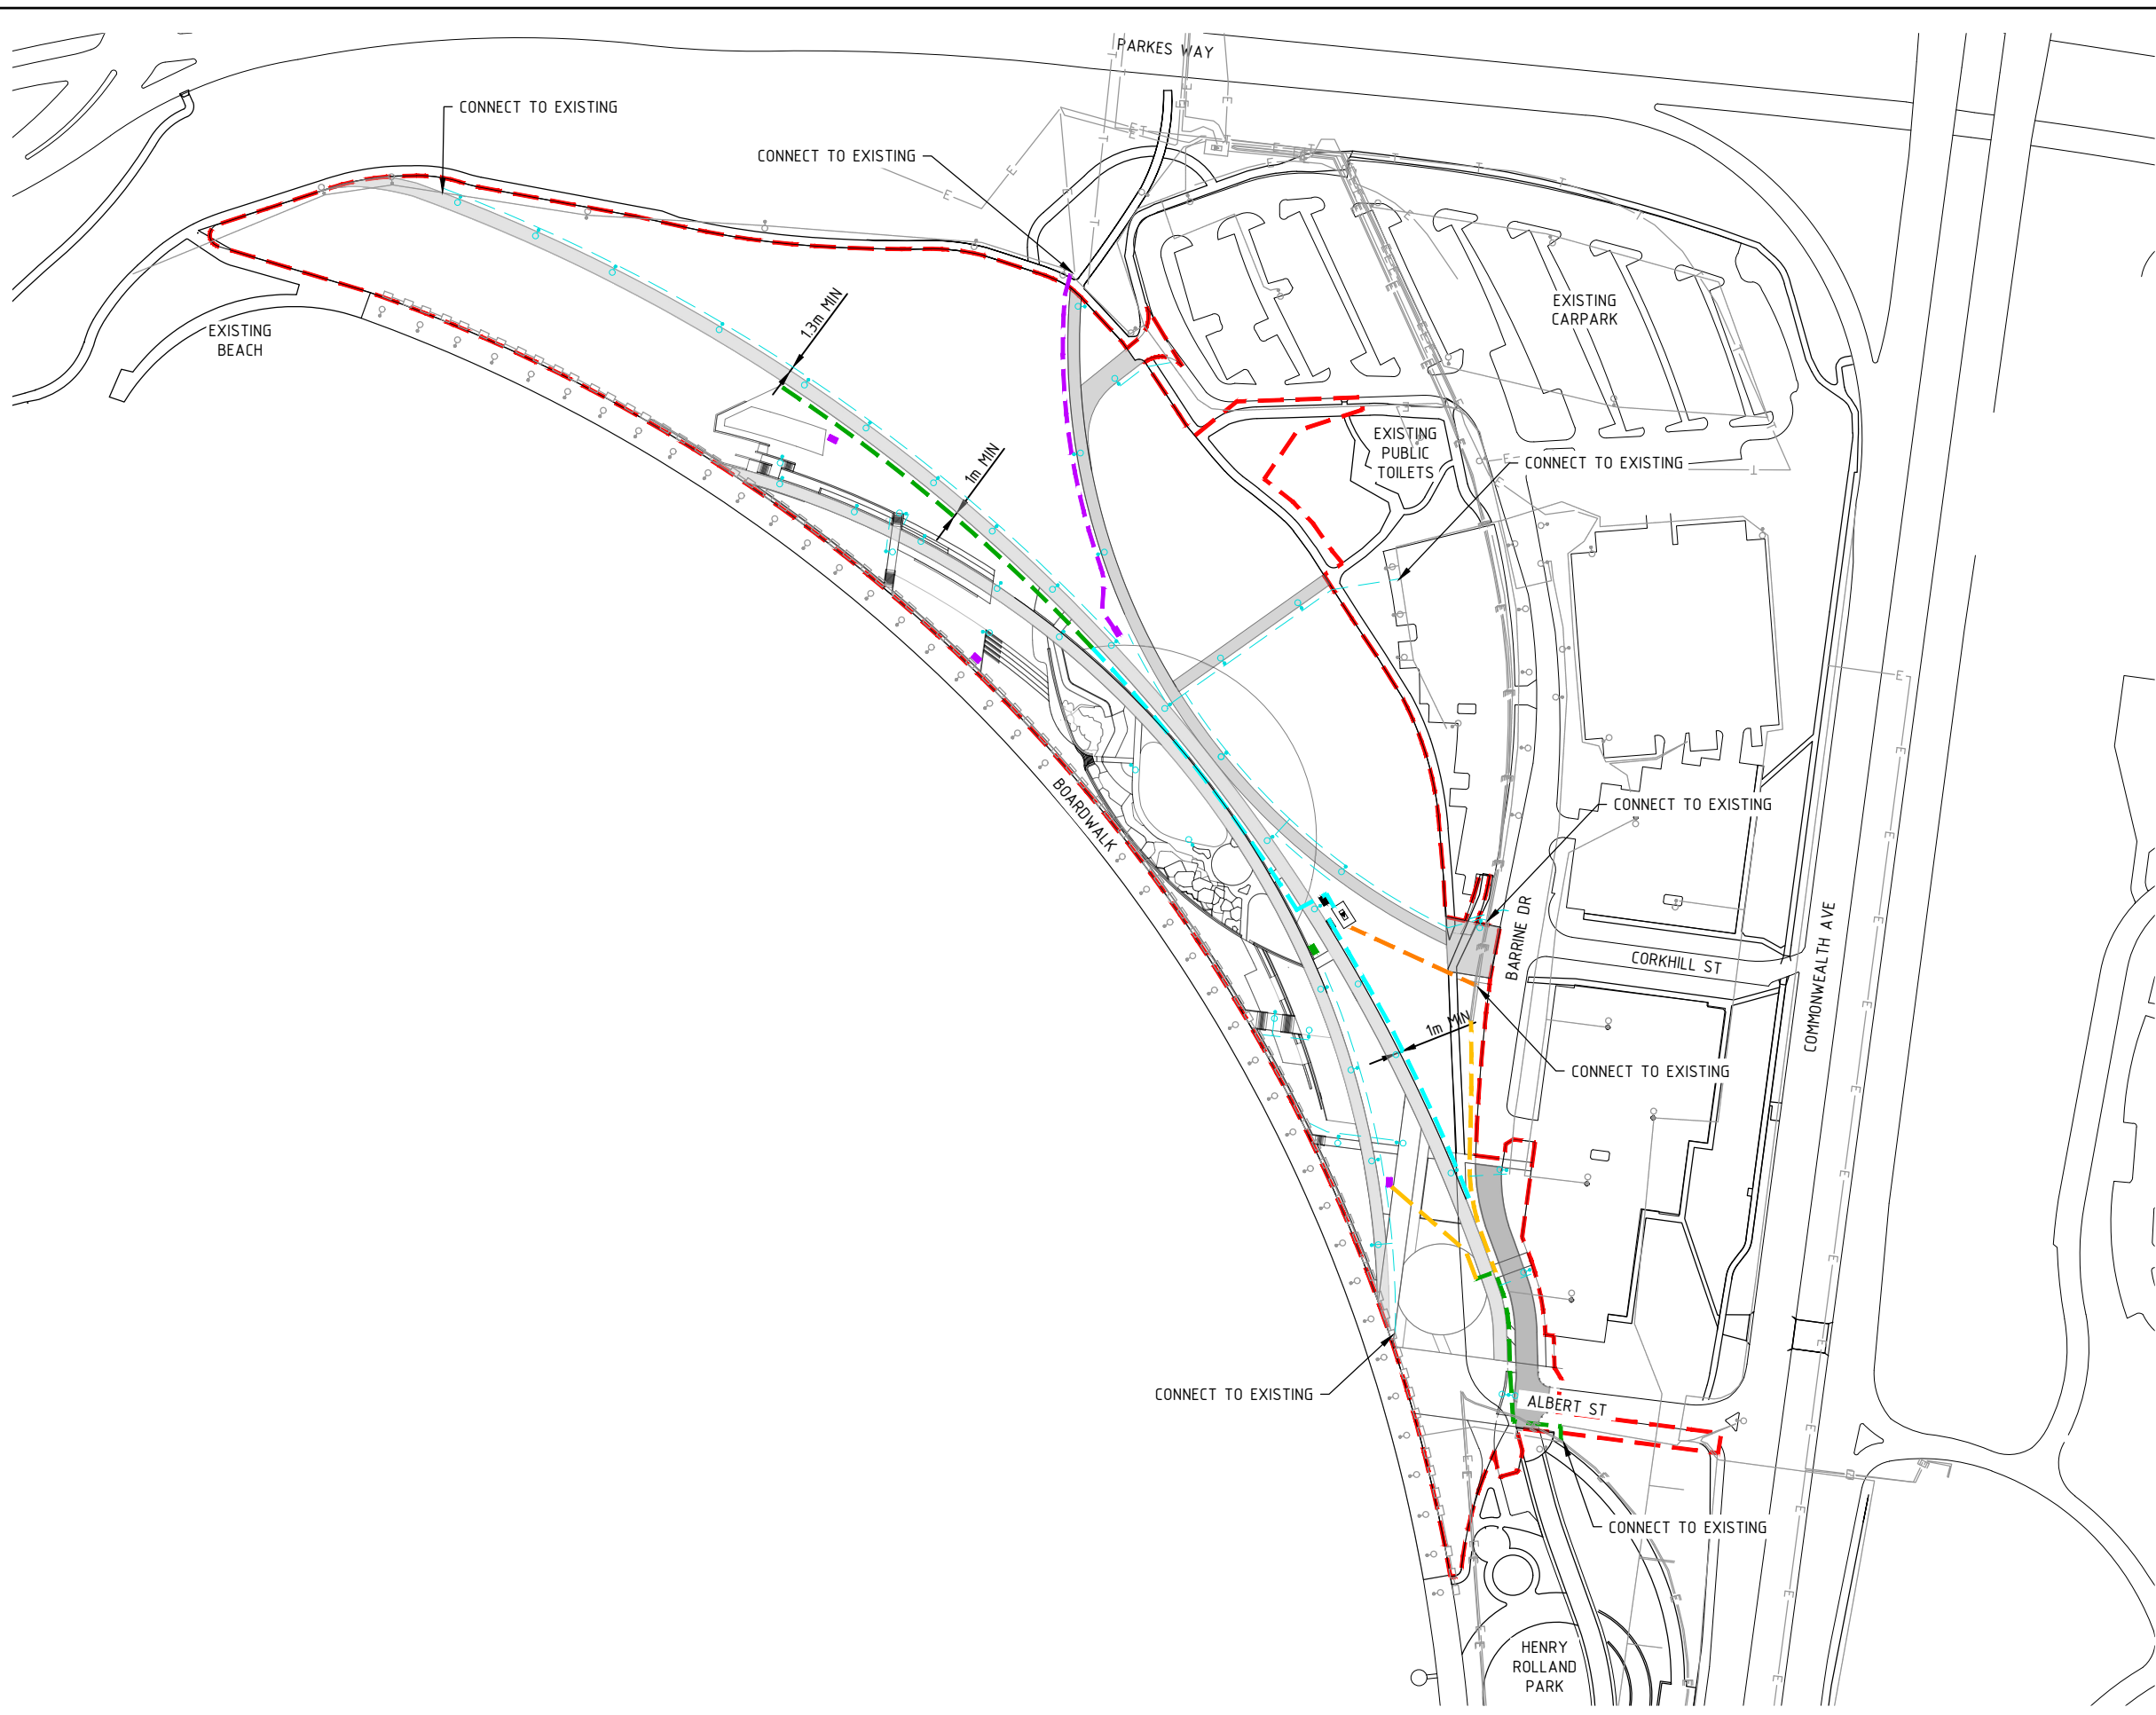 PARKES WAY
CONNECT TO EXISTING
CONNECT TO EXISTING
1.3m MIN
EXISTING
CARPARK
EXISTING
BEACH
EXISTING
PUBLIC
TOILETS
1m MIN
CONNECT TO EXISTING
BOARDWALK
CONNECT TO EXISTING
BARRINE DR
CORKHILL ST
COMMONWEALTH AVE
1m MIN
CONNECT TO EXISTING
CONNECT TO EXISTING
ALBERT ST
CONNECT TO EXISTING
HENRY
ROLLAND
PARK